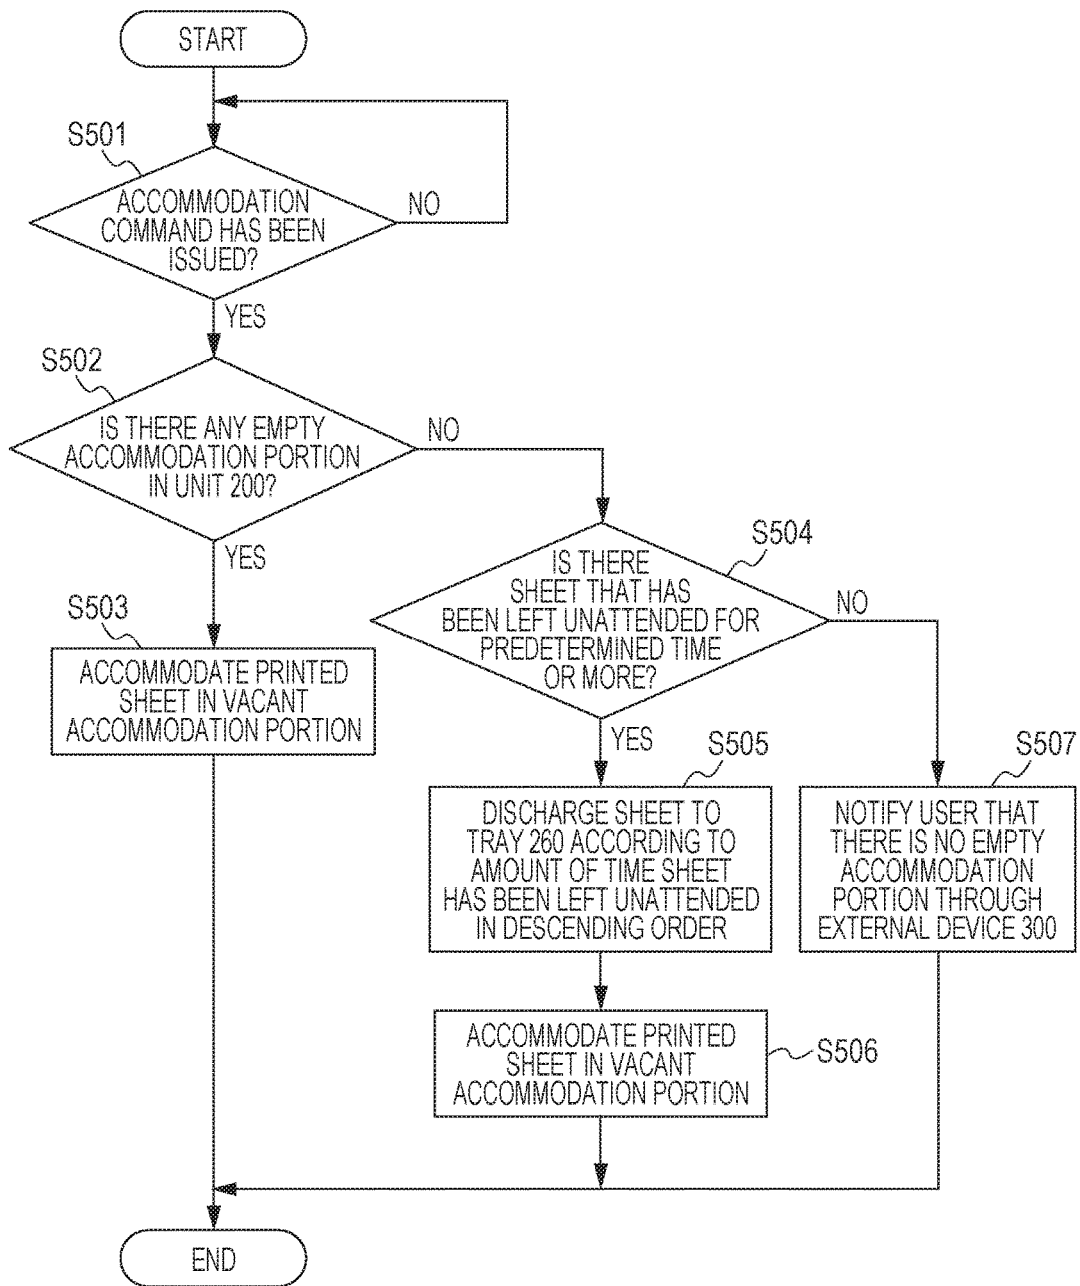 START
S501
ACCOMMODATION
COMMAND HAS BEEN
ISSUED?
NO
YES
S502
IS THERE ANY EMPTY
ACCOMMODATION PORTION
IN UNIT 200?
NO
YES
S503
ACCOMMODATE PRINTED
SHEET IN VACANT
ACCOMMODATION PORTION
S504
IS THERE
SHEET THAT HAS
BEEN LEFT UNATTENDED FOR
PREDETERMINED TIME
OR MORE?
NO
YES
S505
DISCHARGE SHEET TO
TRAY 260 ACCORDING TO
AMOUNT OF TIME SHEET
HAS BEEN LEFT UNATTENDED
IN DESCENDING ORDER
S507
NOTIFY USER THAT
THERE IS NO EMPTY
ACCOMMODATION
PORTION THROUGH
EXTERNAL DEVICE 300
ACCOMMODATE PRINTED
SHEET IN VACANT
ACCOMMODATION PORTION
S506
END